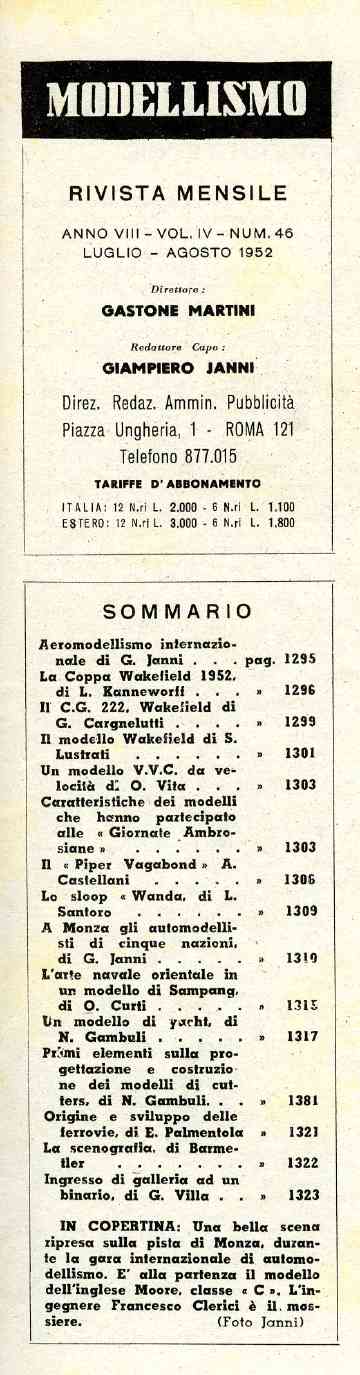 MODELLISMO
RIVISTA MENSILE
ANNO VIII - VOL. IV - NUM. 46
LUGLIO - AGOSTO 1952
Direttore :
GASTONE MARTINI
Redattore Capo :
GIAMPIERO JANNI
Direz. Redaz. Ammin. Pubblicità
Piazza Ungheria, 1 - ROMA 121
Telefono 877.015
TARIFFE D'ABBONAMENTO
ITALIA: 12 N.ri L. 2.000 - 6 N.ri L. 1.100
ESTERO: 12 N.ri L. 3.000 - 6 N.ri L. 1.800
SOMMARIO
Aeromodellismo internazio-
nale di G. Janni . . . pag. 1295
La Coppa Wakefield 1952,
di L. Kanneworff . . . » 1296
Il C.G. 222, Wakefield di
G. Cargnelutti . . . . » 1299
Il modello Wakefield di S.
Lustrati . . . . . . » 1301
Un modello V.V.C. da ve-
locità di O. Vita . . . » 1303
Caratteristiche dei modelli
che hanno partecipato
alle « Giornate Ambro-
siane » . . . . . . » 1303
Il « Piper Vagabond » A.
Castellani . . . . . » 1306
Lo sloop « Wanda, di L.
Santoro . . . . . . » 1309
A Monza gli automodelli-
sti di cinque nazioni,
di G. Janni . . . . . » 1310
L'arte navale orientale in
un modello di Sampang,
di O. Curti . . . . . » 1315
Un modello di yacht, di
N. Gambuli . . . . . » 1317
Primi elementi sulla pro-
gettazione e costruzio
ne dei modelli di cut-
ters, di N. Gambuli. . . » 1381
Origine e sviluppo delle
ferrovie, di E. Palmentola » 1321
La scenografia, di Barme-
tler . . . . . . . » 1322
Ingresso di galleria ad un
binario, di G. Villa . . » 1323
IN COPERTINA: Una bella scena
ripresa sulla pista di Monza, duran-
te la gara internazionale di automo-
dellismo. E' alla partenza il modello
dell'inglese Moore, classe « C ». L'in-
gegnere Francesco Clerici è il mos-
siere. (Foto Janni)